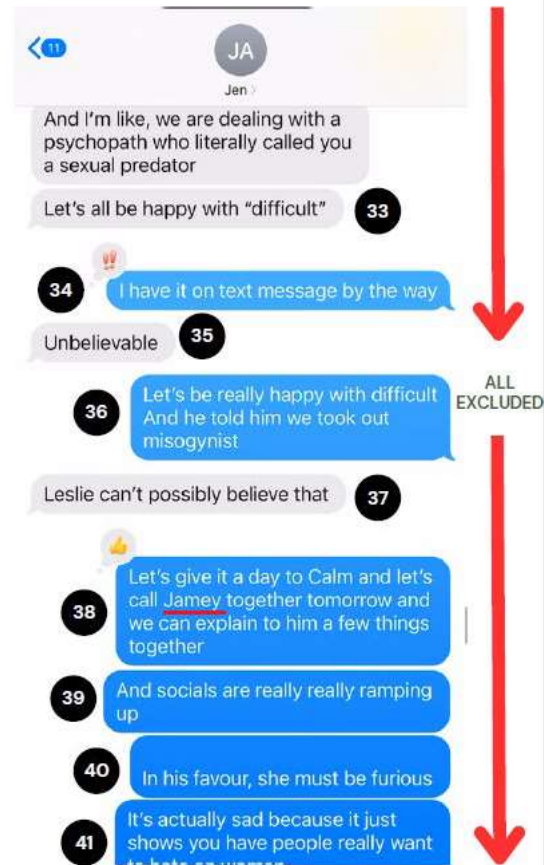 11
JA
Jen
And I'm like, we are dealing with a
psychopath who literally called you
a sexual predator
Let's all be happy with "difficult"
33
34
I have it on text message by the way
Unbelievable
35
36
Let's be really happy with difficult
And he told him we took out
misogynist
ALL
EXCLUDED
Leslie can't possibly believe that
37
38
Let's give it a day to Calm and let's
call Jamey together tomorrow and
we can explain to him a few things
together
39
And socials are really really ramping
up
40
In his favour, she must be furious
41
It's actually sad because it just
shows you have people really want
to hate on women